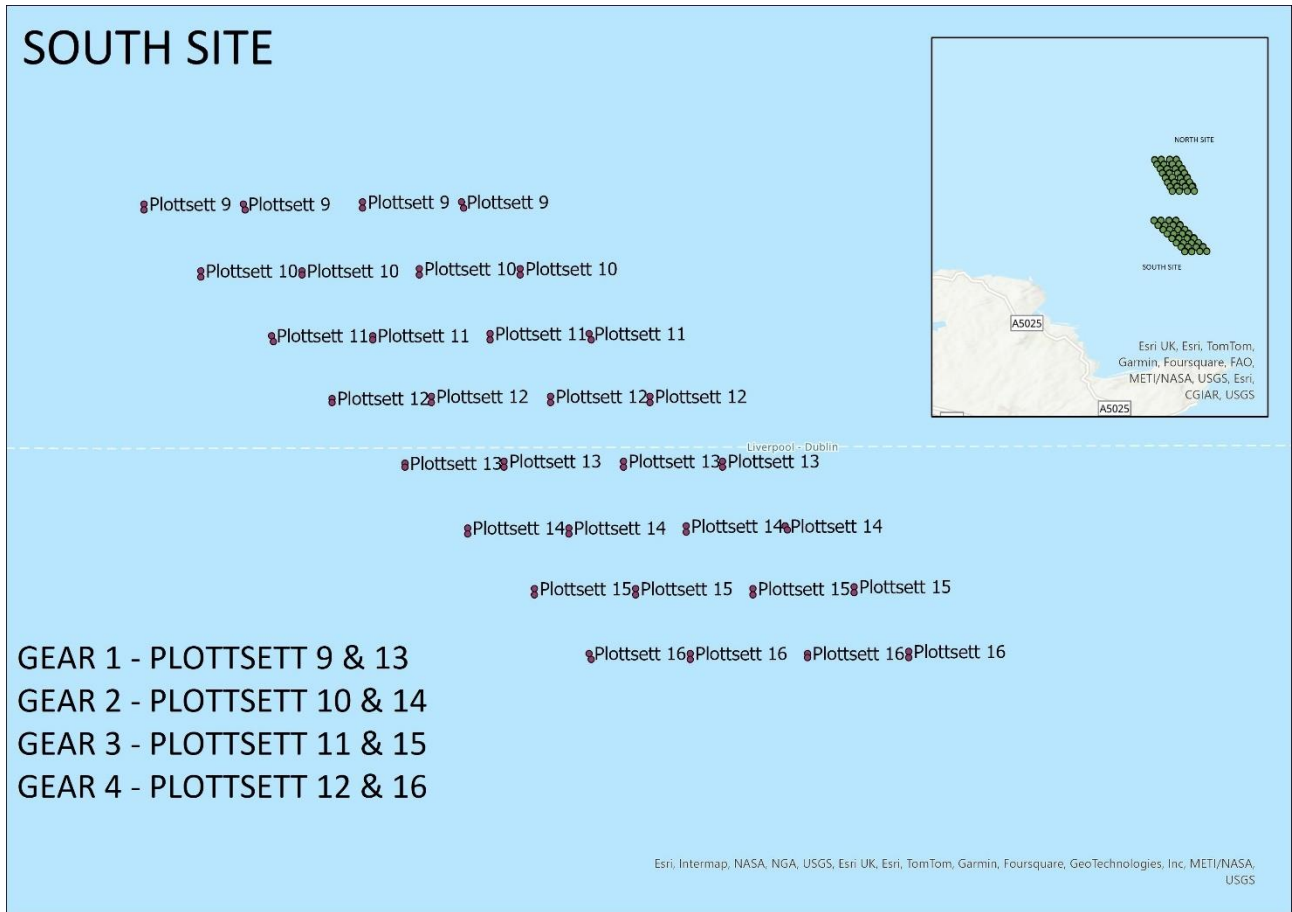 SOUTH SITE
NORTH SITE
SOUTH SITE
A5025
A5025
Esri UK, Esri, TomTom,
Garmin, Foursquare, FAO,
METI/NASA, USGS, Esri,
CGIAR, USGS
Plottsett 9 Plottsett 9 Plottsett 9 Plottsett 9
Plottsett 10 Plottsett 10 Plottsett 10 Plottsett 10
Plottsett 11 Plottsett 11 Plottsett 11 Plottsett 11
Plottsett 12 Plottsett 12 Plottsett 12 Plottsett 12
Liverpool - Dublin
Plottsett 13 Plottsett 13 Plottsett 13 Plottsett 13
Plottsett 14 Plottsett 14 Plottsett 14 Plottsett 14
Plottsett 15 Plottsett 15 Plottsett 15 Plottsett 15
Plottsett 16 Plottsett 16 Plottsett 16 Plottsett 16
GEAR 1 - PLOTTSETT 9 & 13
GEAR 2 - PLOTTSETT 10 & 14
GEAR 3 - PLOTTSETT 11 & 15
GEAR 4 - PLOTTSETT 12 & 16
Esri, Intermap, NASA, NGA, USGS, Esri UK, Esri, TomTom, Garmin, Foursquare, GeoTechnologies, Inc, METI/NASA,
USGS